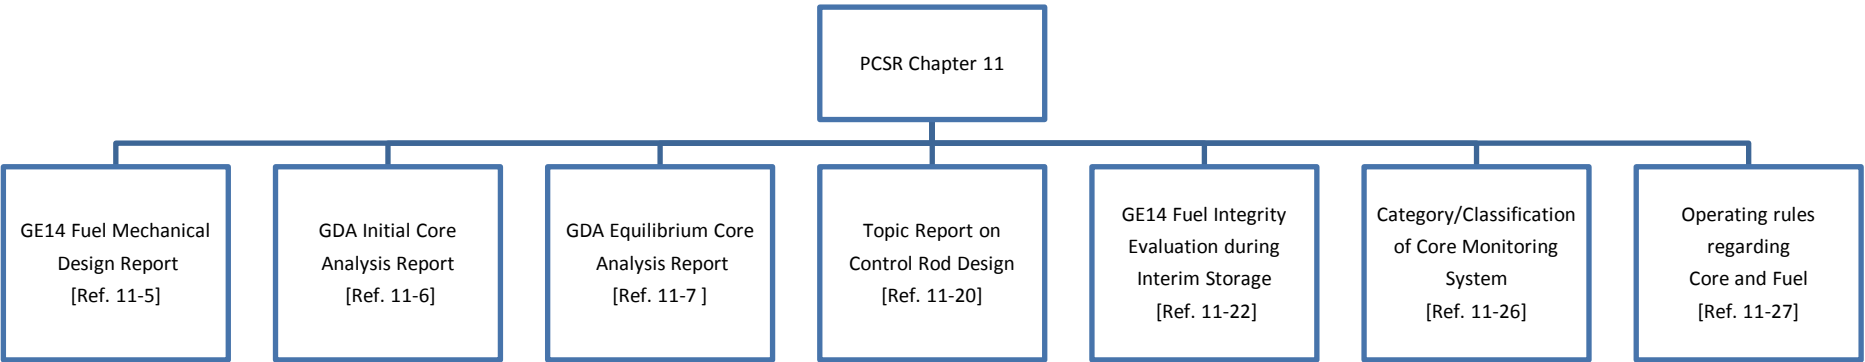 PCSR Chapter 11
GE14 Fuel Mechanical
Design Report
[Ref. 11-5]
GDA Initial Core
Analysis Report
[Ref. 11-6]
GDA Equilibrium Core
Analysis Report
[Ref. 11-7 ]
Topic Report on
Control Rod Design
[Ref. 11-20]
GE14 Fuel Integrity
Evaluation during
Interim Storage
[Ref. 11-22]
Category/Classification
of Core Monitoring
System
[Ref. 11-26]
Operating rules
regarding
Core and Fuel
[Ref. 11-27]